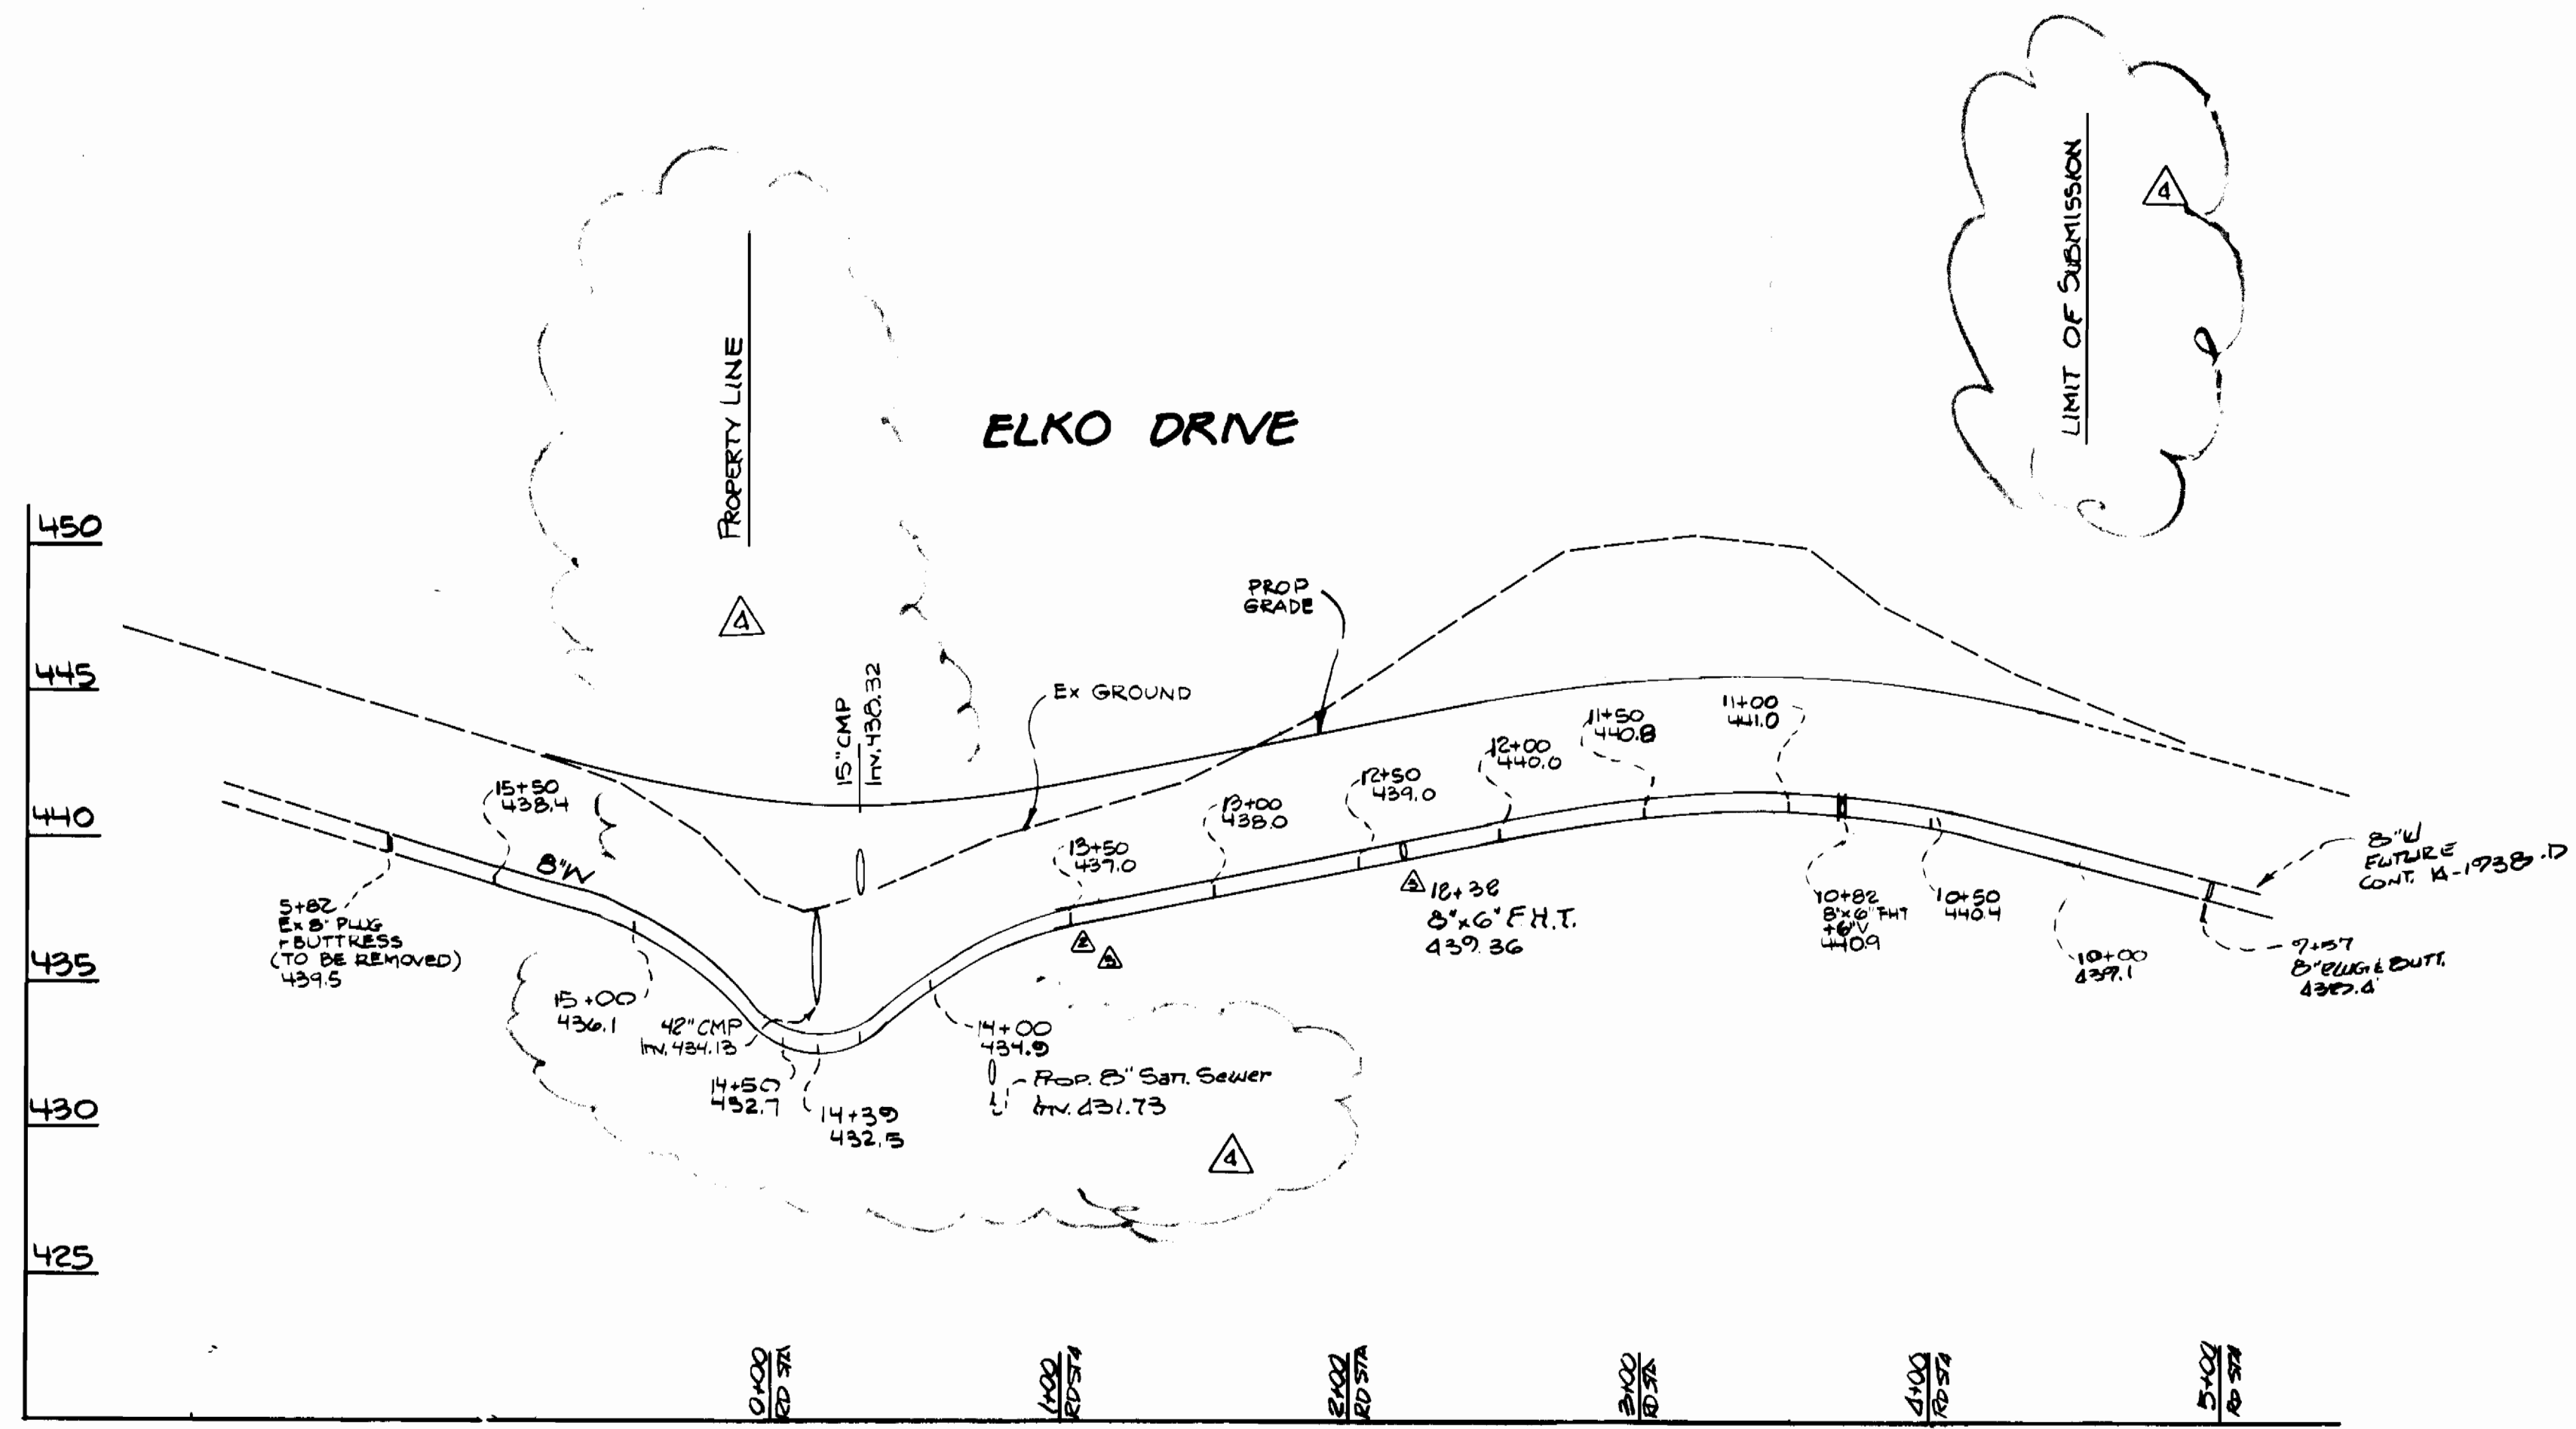 LIMIT OF SUBMISSION
4
PROPERTY LINE
4
ELKO DRIVE
450
445
440
435
430
425
PROP
GRADE
EX GROUND
15" CMP
Inv. 438.32
15+50
438.4
8"W
5+82
EX 8" PLUG
+ BUTTRESS
(TO BE REMOVED)
439.5
15+00
436.1
42" CMP
Inv. 434.13
14+50
432.7
14+39
432.5
14+00
434.9
Prop. 8" San. Sewer
Inv. 431.73
4
13+50
437.0
13+00
438.0
12+50
439.0
3
12+38
8"x6" F.H.T.
439.36
12+00
440.0
11+50
440.8
11+00
441.0
10+82
8"x6" FHT
+6"V
440.9
10+50
440.4
10+00
439.1
9+57
8" PLUG & BUTT.
8"W
FUTURE
0+00
RD STA
1+00
RD STA
2+00
RD STA
3+00
RD STA
4+00
RD STA
5+00
RD STA